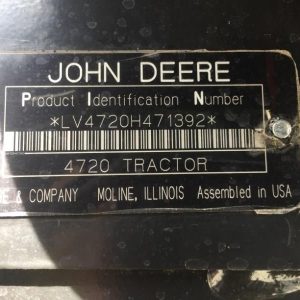 JOHN DEERE
Product Identification Number
*LV4720H471392*
4720 TRACTOR
& COMPANY MOLINE, ILLINOIS Assembled in USA